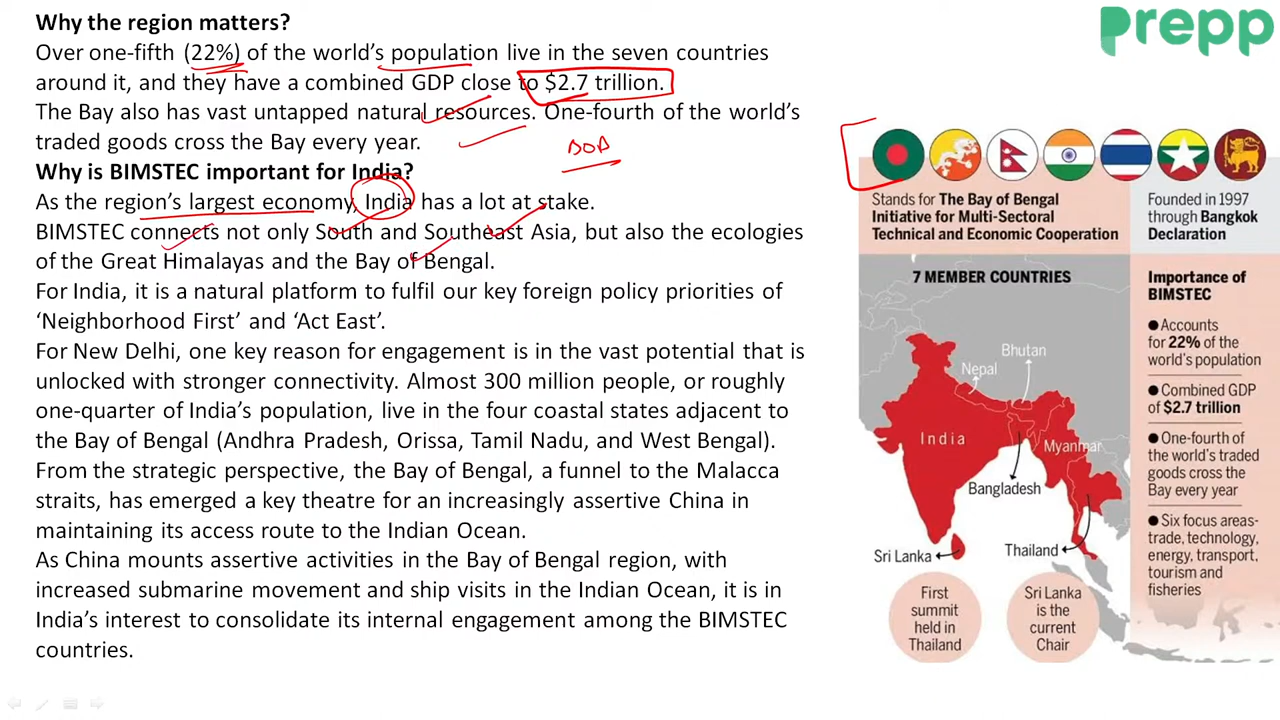 Why the region matters?
Over one-fifth (22%) of the world's population live in the seven countries
around it, and they have a combined GDP close to $2.7 trillion.
The Bay also has vast untapped natural resources. One-fourth of the world's
traded goods cross the Bay every year.
BOB
Why is BIMSTEC important for India?
As the region's largest economy, India has a lot at stake.
BIMSTEC connects not only South and Southeast Asia, but also the ecologies
of the Great Himalayas and the Bay of Bengal.
For India, it is a natural platform to fulfil our key foreign policy priorities of
‘Neighborhood First’ and ‘Act East’.
For New Delhi, one key reason for engagement is in the vast potential that is
unlocked with stronger connectivity. Almost 300 million people, or roughly
one-quarter of India's population, live in the four coastal states adjacent to
the Bay of Bengal (Andhra Pradesh, Orissa, Tamil Nadu, and West Bengal).
From the strategic perspective, the Bay of Bengal, a funnel to the Malacca
straits, has emerged a key theatre for an increasingly assertive China in
maintaining its access route to the Indian Ocean.
As China mounts assertive activities in the Bay of Bengal region, with
increased submarine movement and ship visits in the Indian Ocean, it is in
India's interest to consolidate its internal engagement among the BIMSTEC
countries.
prepp
Stands for The Bay of Bengal
Initiative for Multi-Sectoral
Technical and Economic Cooperation
Founded in 1997
through Bangkok
Declaration
7 MEMBER COUNTRIES
Bhutan
Nepal
India
Myanmar
Bangladesh
Sri Lanka
Thailand
First
summit
held in
Thailand
Sri Lanka
is the
current
Chair
Importance of
BIMSTEC
● Accounts
for 22% of the
world's population
● Combined GDP
of $2.7 trillion
● One-fourth of
the world's traded
goods cross the
Bay every year
● Six focus areas-
trade, technology,
energy, transport,
tourism and
fisheries